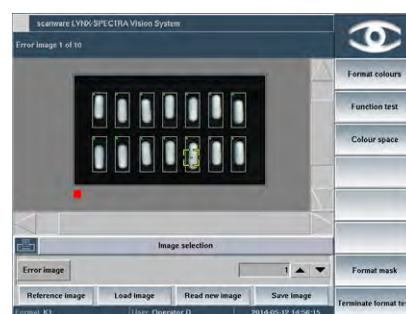 scanware LYNX-SPECTRA Vision System
Error image 1 of 10
Format colours
Function test
Colour space
Image selection
Error image
1
Format mask
Reference image
Load image
Read new image
Save image
Terminate format te
Format K1
User Operator D
2014-05-12 14:56:15